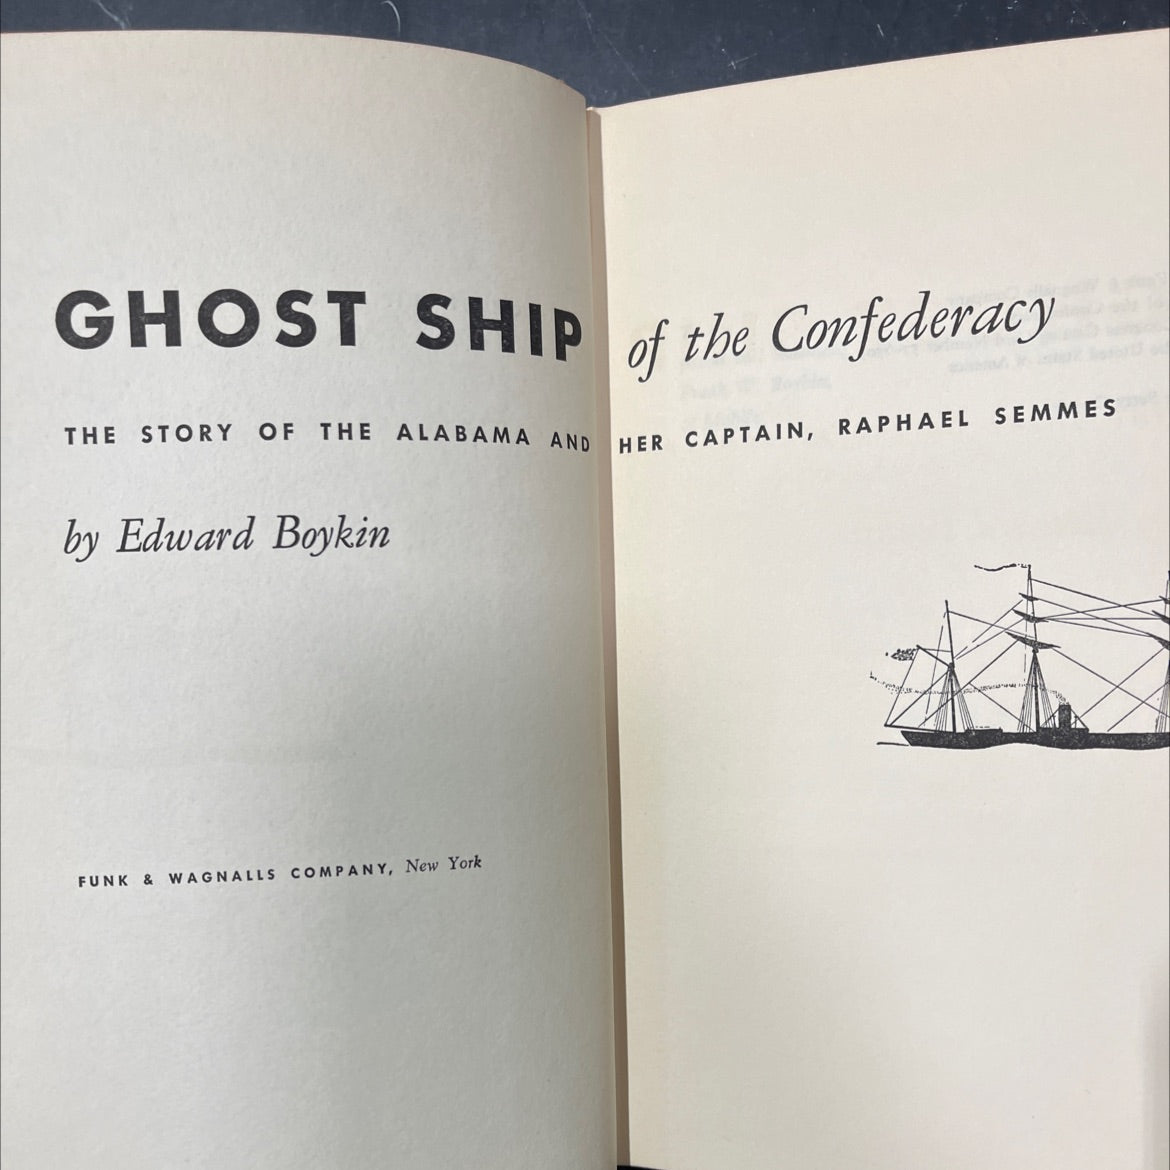 GHOST SHIP of the Confederacy
THE STORY OF THE ALABAMA AND HER CAPTAIN, RAPHAEL SEMMES
by Edward Boykin
FUNK & WAGNALLS COMPANY, New York